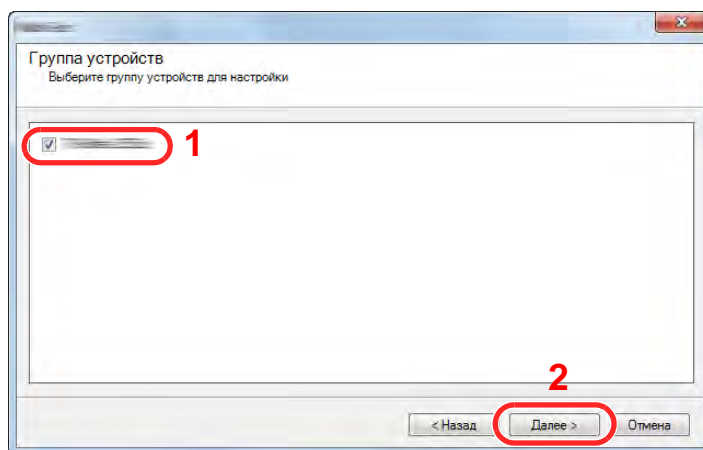 Группа устройств
Выберите группу устройств для настройки
1
2
< Назад Далее > Отмена